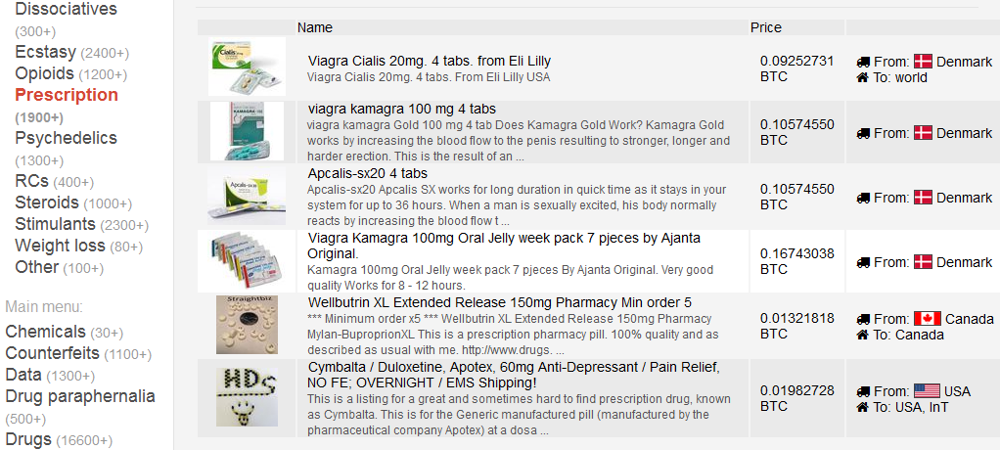 Dissociatives
(300+)
Ecstasy (2400+)
Opioids (1200+)
Prescription
(1900+)
Psychedelics
(1300+)
RCs (400+)
Steroids (1000+)
Stimulants (2300+)
Weight loss (80+)
Other (100+)
Main menu:
Chemicals (30+)
Counterfeits (1100+)
Data (1300+)
Drug paraphernalia
(500+)
Drugs (16600+)
Name
Price
Cialis
Viagra Cialis 20mg. 4 tabs. from Eli Lilly
Viagra Cialis 20mg. 4 tabs. From Eli Lilly USA
0.09252731
BTC
From: Denmark
To: world
KAMAGRA
viagra kamagra 100 mg 4 tabs
viagra kamagra Gold 100 mg 4 tab Does Kamagra Gold Work? Kamagra Gold
works by increasing the blood flow to the penis resulting to stronger, longer and
harder erection. This is the result of an ...
0.10574550
BTC
From: Denmark
Apcalis-sx20
Apcalis-sx20 4 tabs
Apcalis-sx20 Apcalis SX works for long duration in quick time as it stays in your
system for up to 36 hours. When a man is sexually excited, his body normally
reacts by increasing the blood flow t ...
0.10574550
BTC
From: Denmark
Viagra Kamagra 100mg Oral Jelly week pack 7 pjeces by Ajanta
Original.
Kamagra 100mg Oral Jelly week pack 7 pjeces By Ajanta Original. Very good
quality Works for 8 - 12 hours.
0.16743038
BTC
From: Denmark
Straightbiz
Wellbutrin XL Extended Release 150mg Pharmacy Min order 5
*** Minimum order x5 *** Wellbutrin XL Extended Release 150mg Pharmacy
Mylan-BuproprionXL This is a prescription pharmacy pill. 100% quality and as
described as usual with me. http://www.drugs. ...
0.01321818
BTC
From: Canada
To: Canada
HDS
Cymbalta / Duloxetine, Apotex, 60mg Anti-Depressant / Pain Relief,
NO FE; OVERNIGHT / EMS Shipping!
This is a listing for a great and sometimes hard to find prescription drug, known
as Cymbalta. This is for the Generic manufactured pill (manufactured by the
pharmaceutical company Apotex) at a dosa ...
0.01982728
BTC
From: USA
To: USA, InT